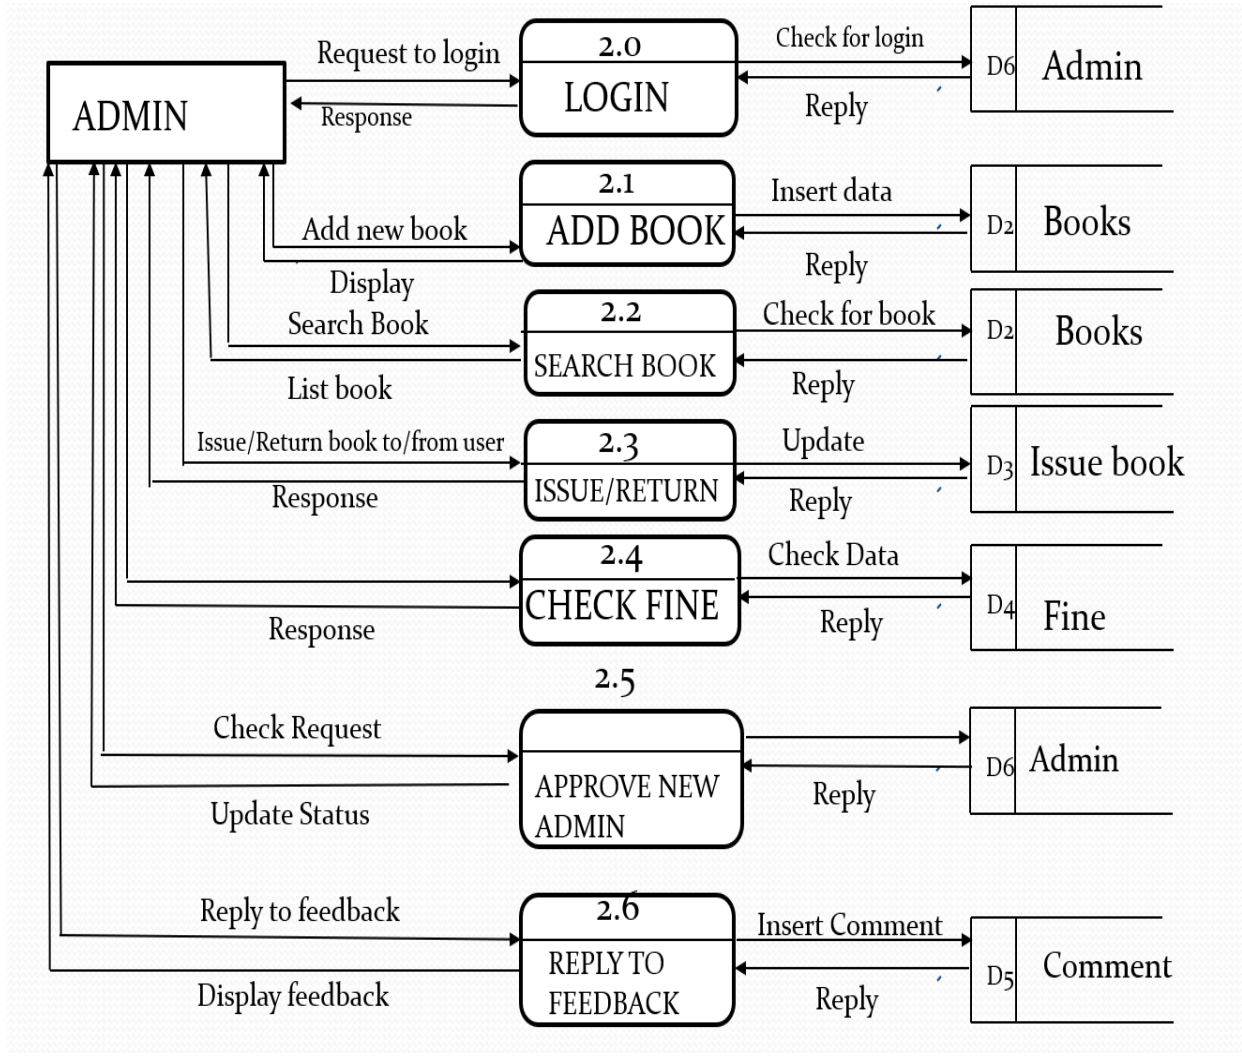 Request to login
2.0
Check for login
D6
Admin
ADMIN
LOGIN
Response
Reply
2.1
Insert data
Add new book
ADD BOOK
D2
Books
Display
Reply
2.2
Search Book
Check for book
D2
Books
SEARCH BOOK
List book
Reply
Issue/Return book to/from user
2.3
Update
D3
Issue book
ISSUE/RETURN
Response
Reply
2.4
Check Data
CHECK FINE
D4
Fine
Response
Reply
2.5
Check Request
D6
Admin
APPROVE NEW
ADMIN
Update Status
Reply
Reply to feedback
2.6
Insert Comment
REPLY TO
FEEDBACK
D5
Comment
Display feedback
Reply